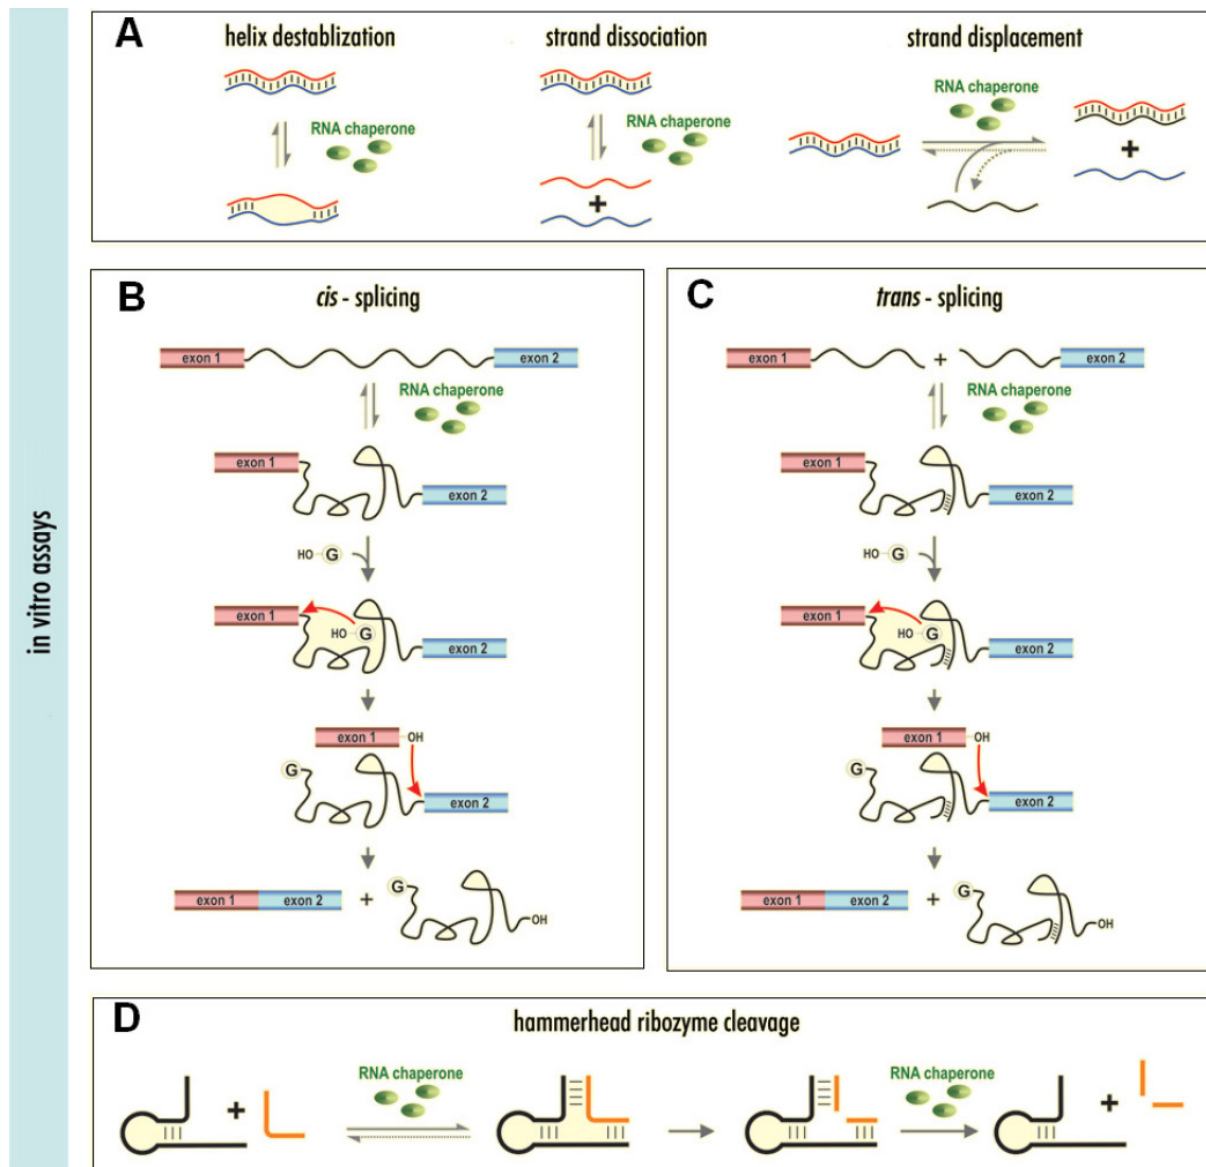 in vitro assays
A
helix destablization
strand dissociation
strand displacement
RNA chaperone
RNA chaperone
RNA chaperone
+
+
B
cis - splicing
exon 1
exon 2
RNA chaperone
exon 1
exon 2
HO G
exon 1
HO G
exon 2
exon 1 OH
G
exon 2
exon 1 exon 2 + G
OH
C
trans - splicing
exon 1 + exon 2
RNA chaperone
exon 1
exon 2
HO G
exon 1
HO G
exon 2
exon 1 OH
G
exon 2
exon 1 exon 2 + G
OH
D
hammerhead ribozyme cleavage
RNA chaperone
RNA chaperone
+
+